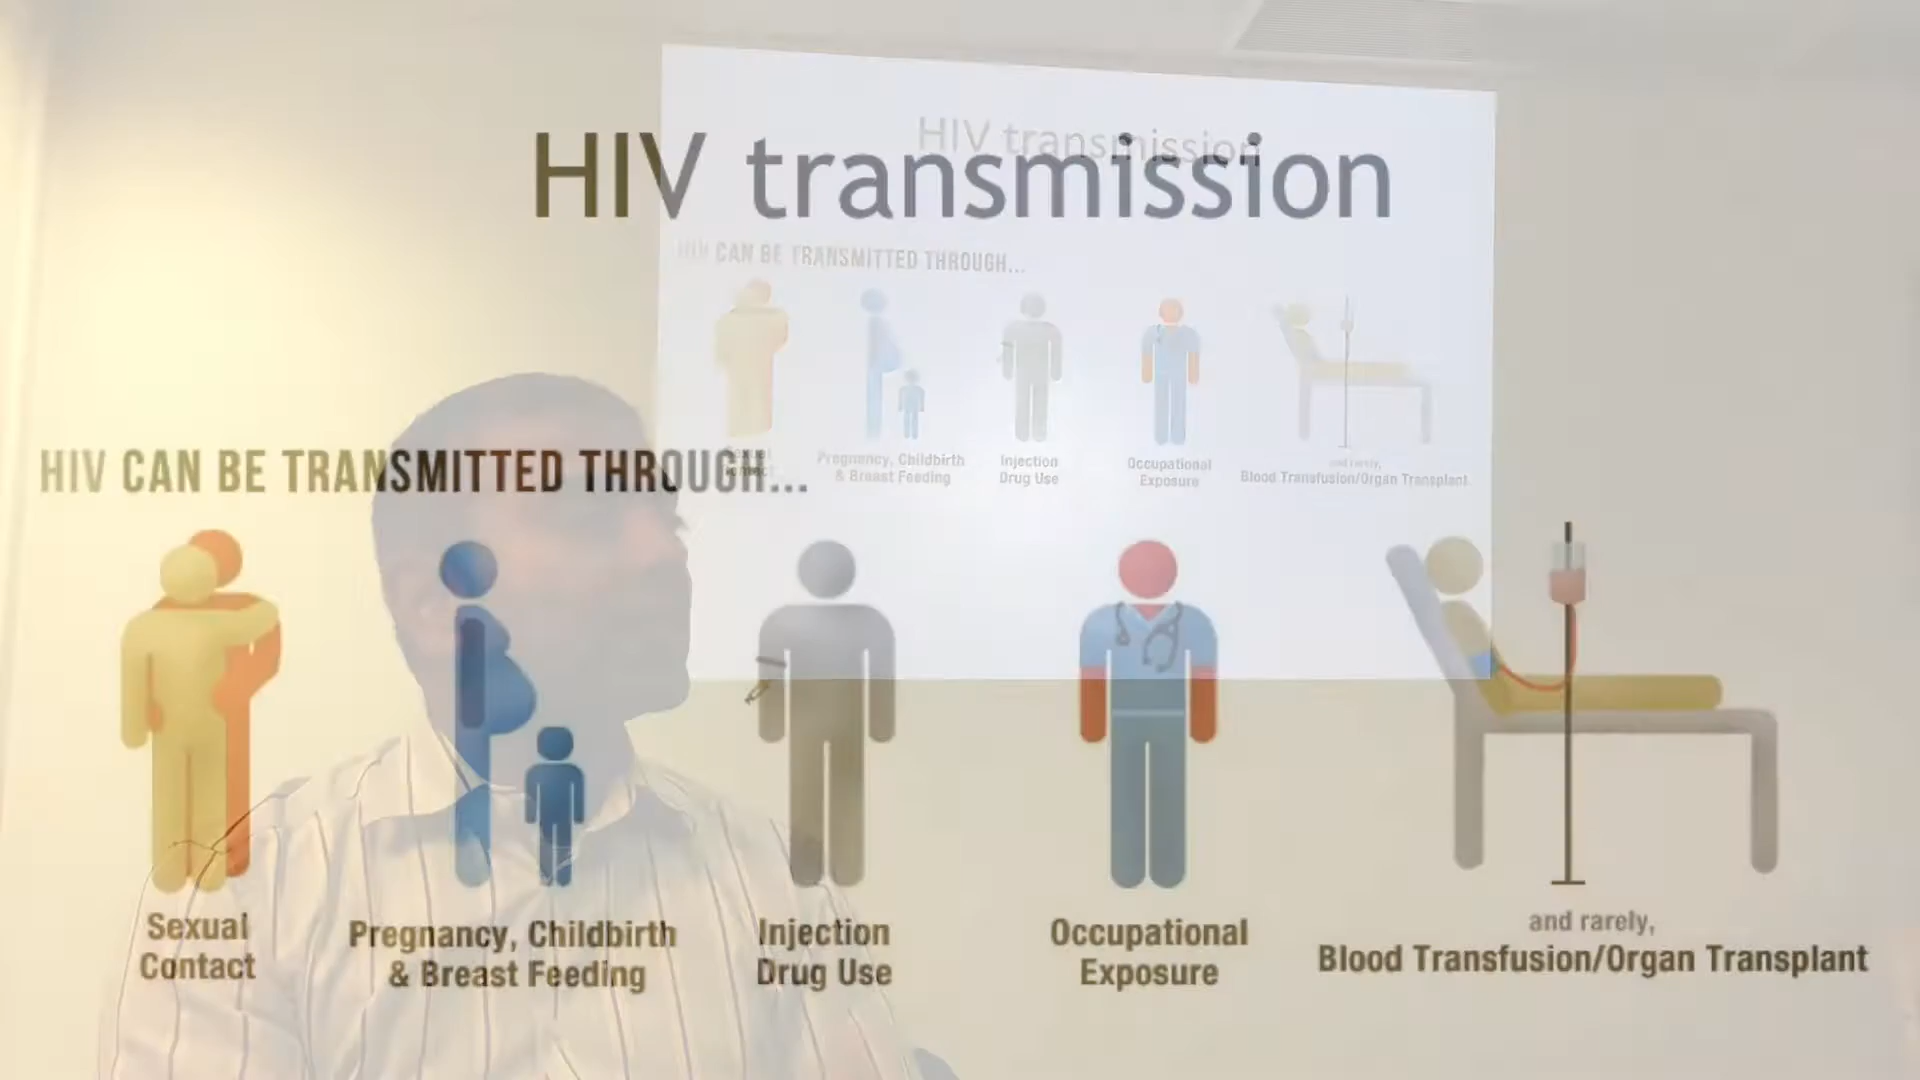 HIV transmission
HIV transmission
HIV CAN BE TRANSMITTED THROUGH...
Sexual
Contact
Pregnancy, Childbirth
& Breast Feeding
Injection
Drug Use
Occupational
Exposure
and rarely,
Blood Transfusion/Organ Transplant
HIV CAN BE TRANSMITTED THROUGH...
Sexual
Contact
Pregnancy, Childbirth
& Breast Feeding
Injection
Drug Use
Occupational
Exposure
and rarely,
Blood Transfusion/Organ Transplant